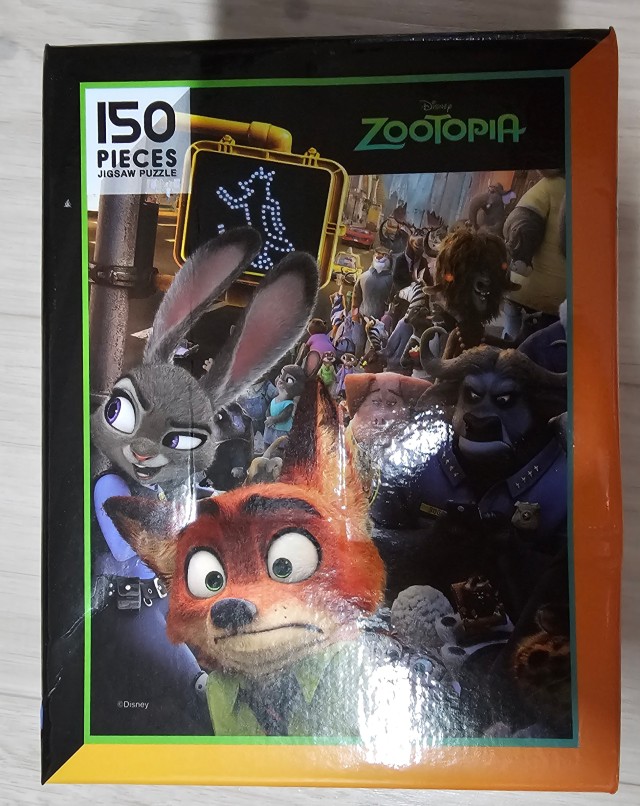 150
PIECES
JIGSAW PUZZLE
Disney
ZOOTOPIA
©Disney